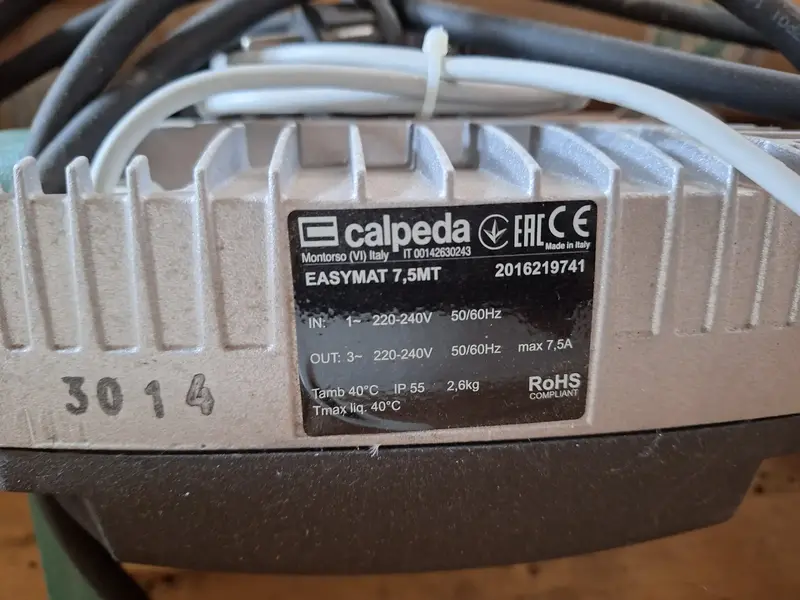 calpeda EAC CE
Made in Italy
Montorso (VI) Italy IT 00142630243
EASYMAT 7,5MT 2016219741
IN: 1~ 220-240V 50/60Hz
OUT: 3~ 220-240V 50/60Hz max 7,5A
Tamb 40°C IP 55 2,6kg RoHS
COMPLIANT
Tmax liq. 40°C
3014